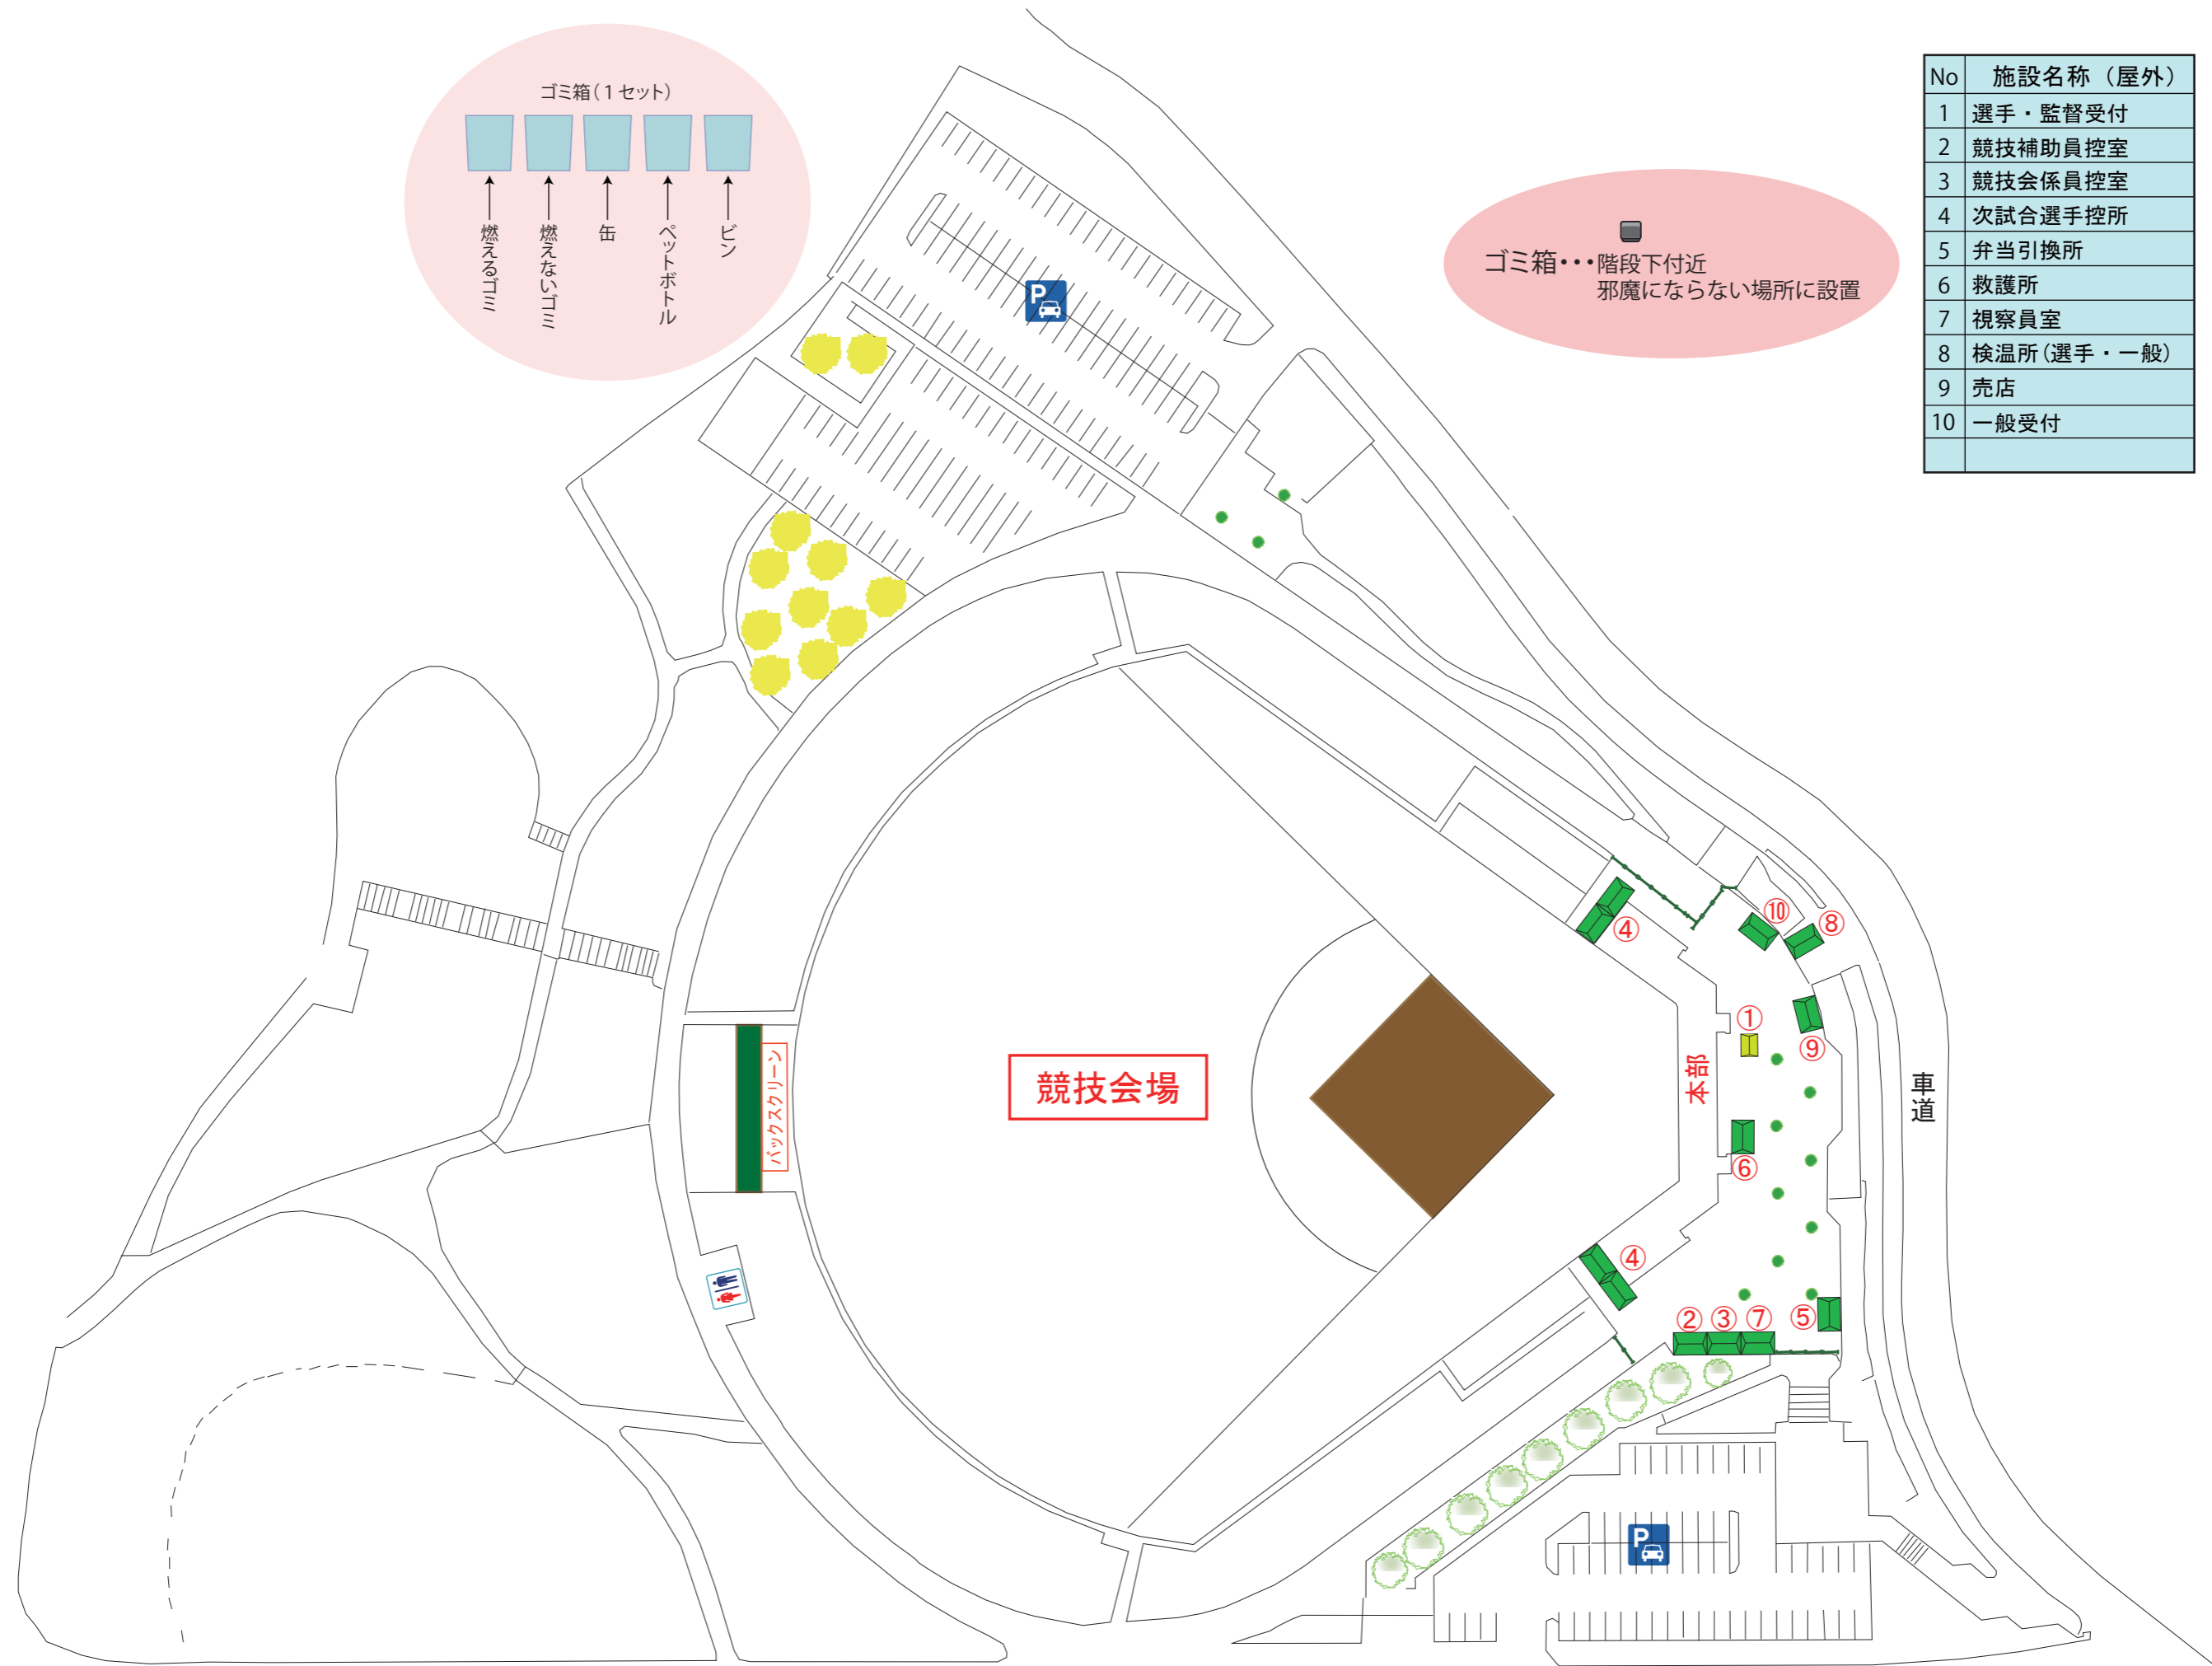 ゴミ箱(1セット)
燃えるゴミ
燃えないゴミ
缶
ペットボトル
ビン
ゴミ箱･･･階段下付近
邪魔にならない場所に設置
No 施設名称（屋外）
1 選手・監督受付
2 競技補助員控室
3 競技会係員控室
4 次試合選手控所
5 弁当引換所
6 救護所
7 視察員室
8 検温所(選手・一般)
9 売店
10 一般受付
P
④
⑩
⑧
①
⑨
競技会場
本部
車道
バックスクリーン
⑥
④
②
③
⑦
⑤
P